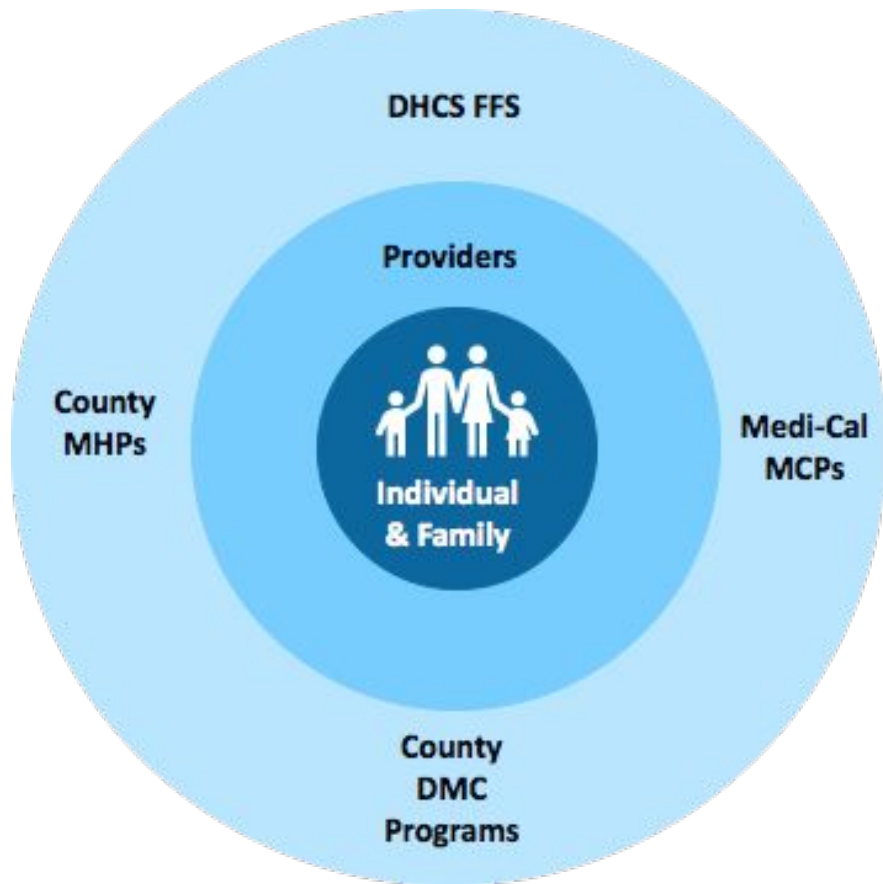 DHCS FFS
Providers
County
MHPs
Individual
& Family
Medi-Cal
MCPs
County
DMC
Programs